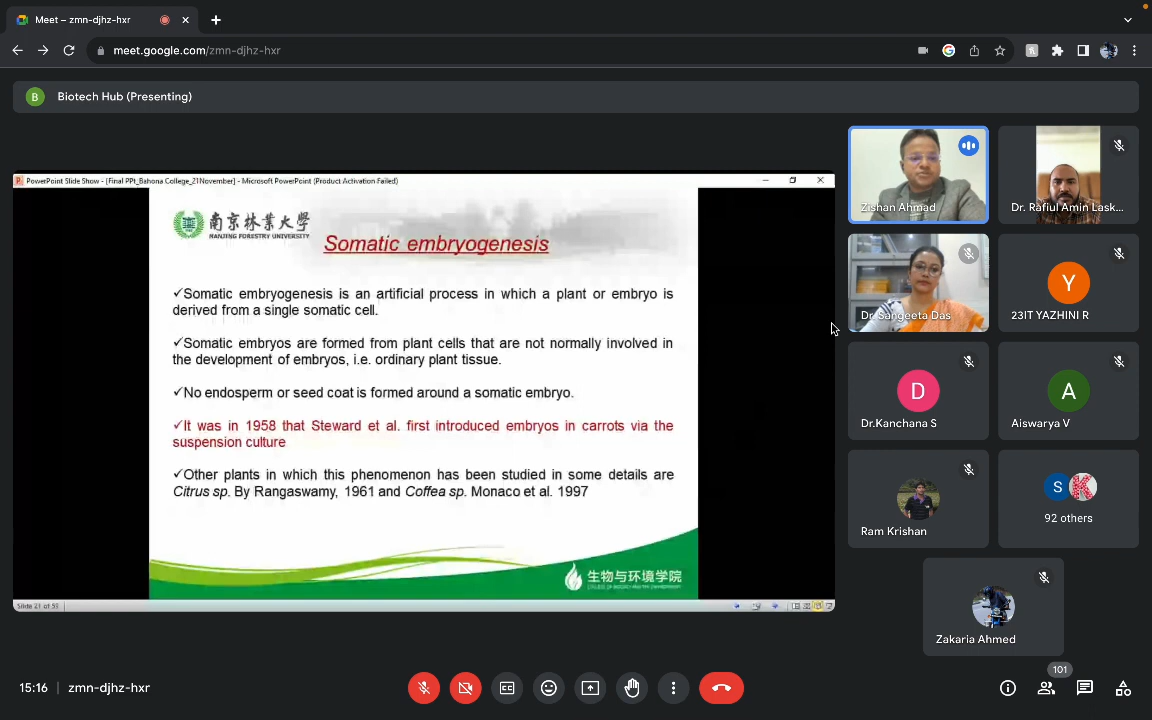 Meet – zmn-djhz-hxr
meet.google.com/zmn-djhz-hxr
B
Biotech Hub (Presenting)
PowerPoint Slide Show - [Final PPt_Bahona College_21November] - Microsoft PowerPoint (Product Activation Failed)
南京林業大學
NANJING FORESTRY UNIVERSITY
Somatic embryogenesis
✓Somatic embryogenesis is an artificial process in which a plant or embryo is
derived from a single somatic cell.
✓Somatic embryos are formed from plant cells that are not normally involved in
the development of embryos, i.e. ordinary plant tissue.
✓No endosperm or seed coat is formed around a somatic embryo.
✓It was in 1958 that Steward et al. first introduced embryos in carrots via the
suspension culture
✓Other plants in which this phenomenon has been studied in some details are
Citrus sp. By Rangaswamy, 1961 and Coffea sp. Monaco et al. 1997
生物与环境学院
Slide 21 of 55
Zishan Ahmad
Dr. Rafiul Amin Lask...
Dr. Sangeeta Das
Y
23IT YAZHINI R
D
Dr.Kanchana S
A
Aiswarya V
Ram Krishan
S K
92 others
Zakaria Ahmed
15:16 | zmn-djhz-hxr
101